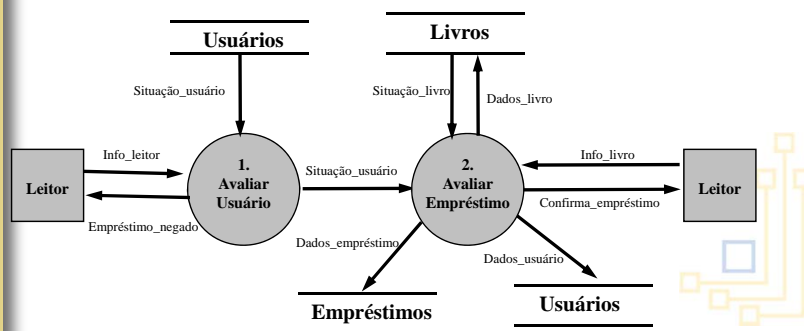 Usuários
Livros
Situação_usuário
Situação_livro
Dados_livro
Info_leitor
Info_livro
Leitor
1.
Avaliar
Usuário
Situação_usuário
2.
Avaliar
Empréstimo
Leitor
Empréstimo_negado
Confirma_empréstimo
Dados_empréstimo
Dados_usuário
Empréstimos
Usuários